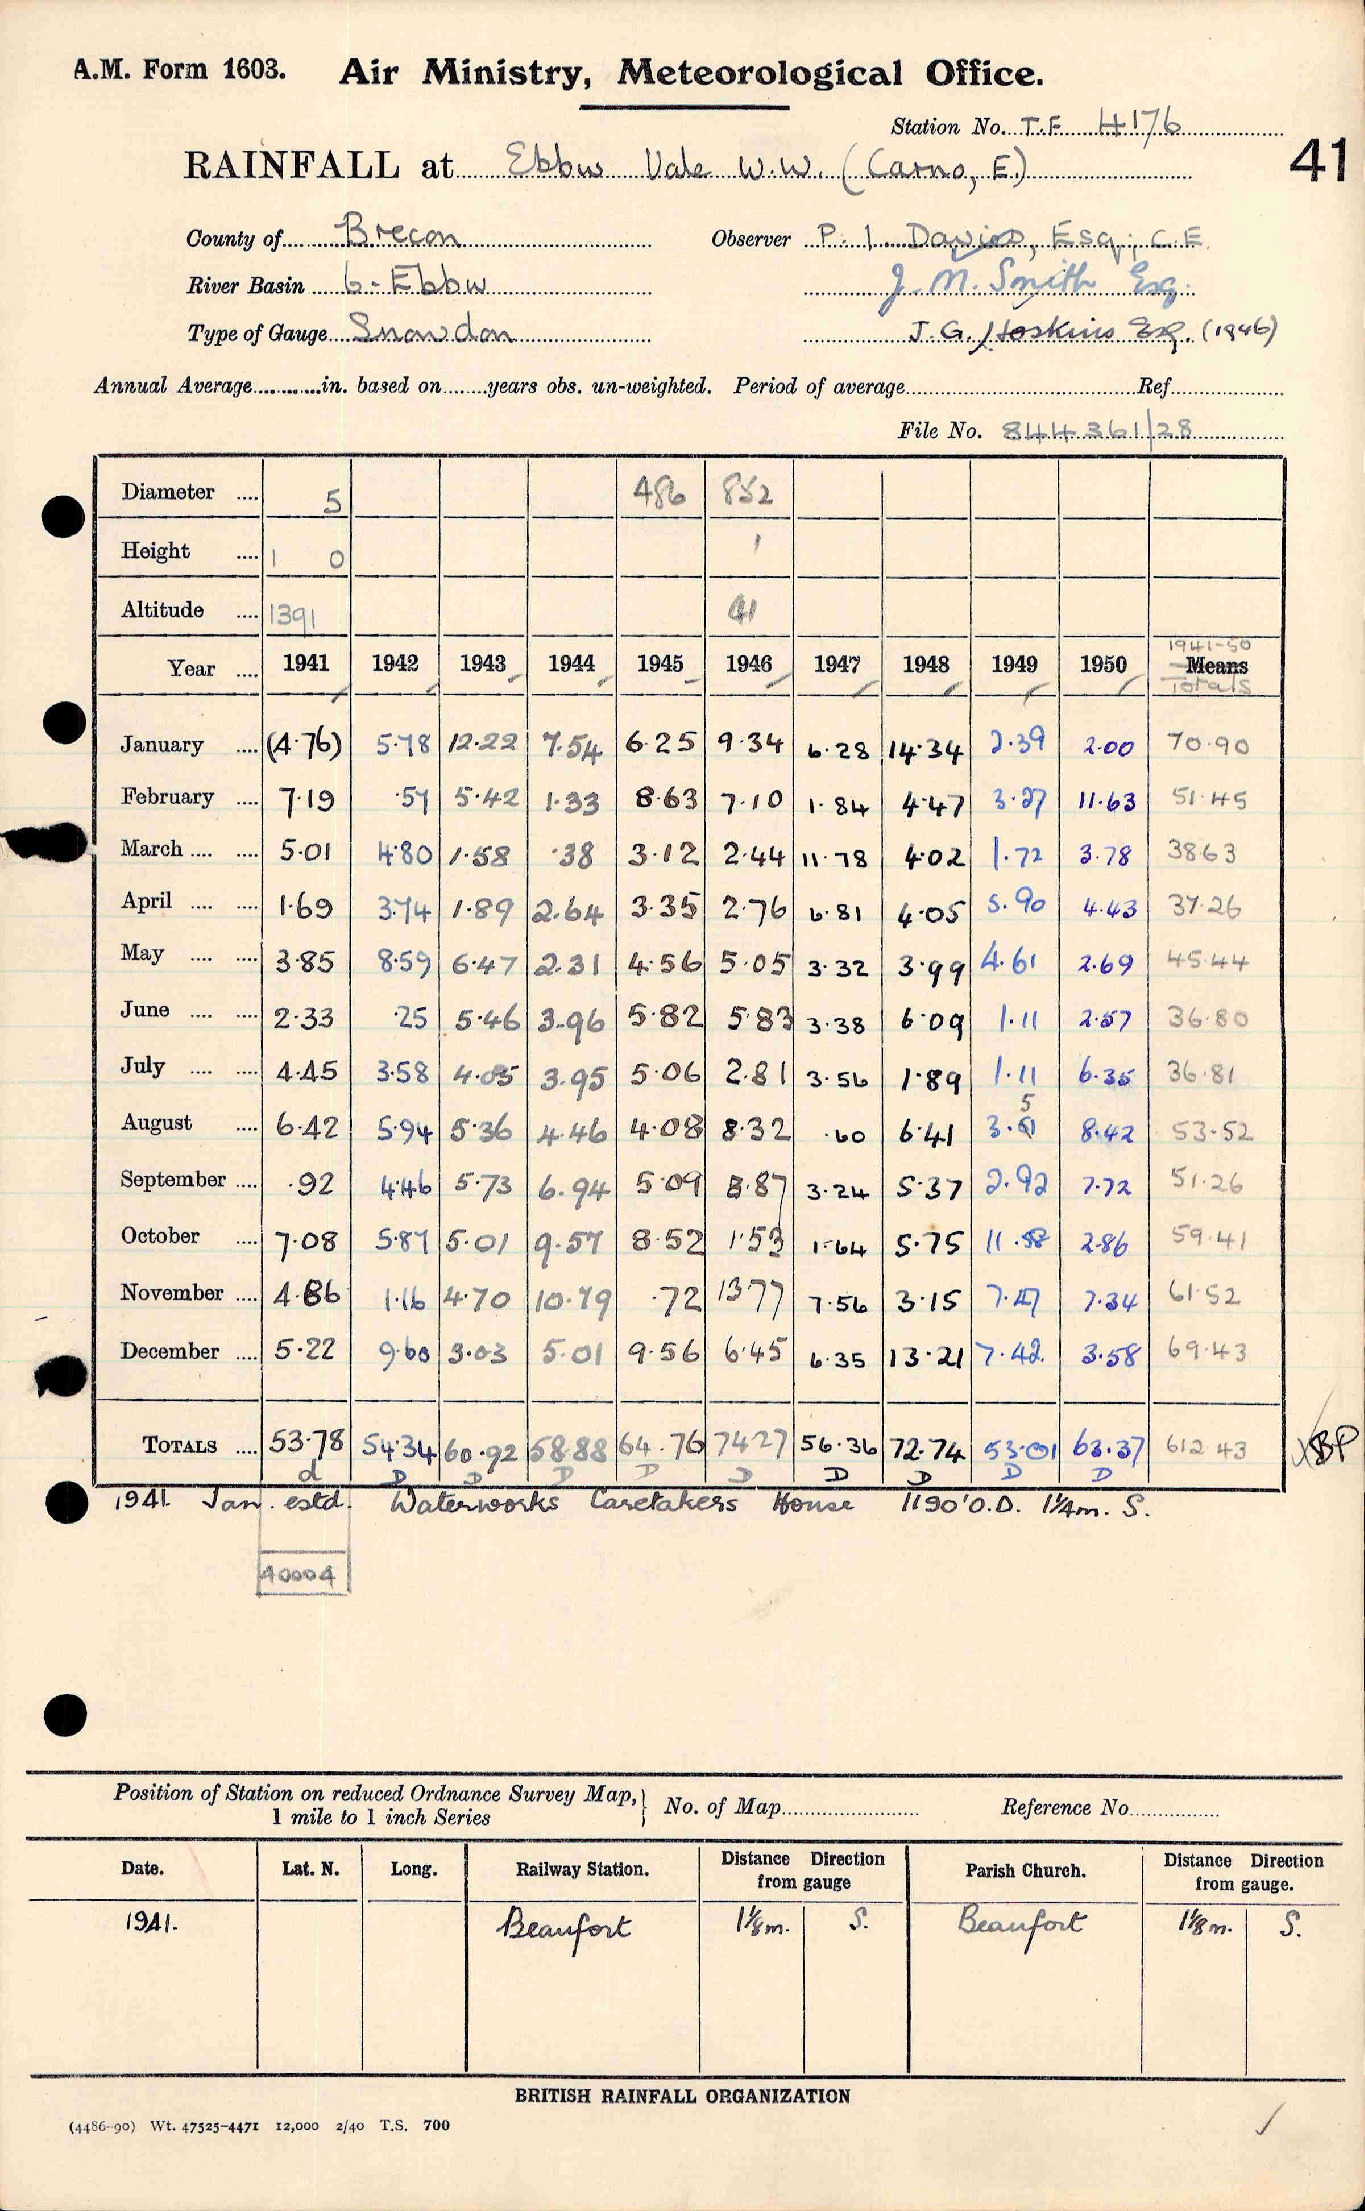 A.M. Form 1603. Air Ministry, Meteorological Office.
Station No. T.F 4176
41
RAINFALL at Ebbw Vale W.W. (Carno, E.)
County of Brecon Observer P. I. Davies, Esq., C.E.
River Basin 6. Ebbw J. M. Smith Esq.
Type of Gauge Snowdon J. G. Hoskins Esq. (1946)
Annual Average in. based on years obs. un-weighted. Period of average Ref.
File No. 844361/28
Diameter 5 486 852
Height 1 0 1
Altitude 1391 41
1941-50
Year 1941 1942 1943 1944 1945 1946 1947 1948 1949 1950 Means
Totals
January (4.76) 5.78 12.22 7.54 6.25 9.34 6.28 14.34 2.39 2.00 70.90
February 7.19 .57 5.42 1.33 8.63 7.10 1.84 4.47 3.27 11.63 51.45
March 5.01 4.80 1.58 .38 3.12 2.44 11.78 4.02 1.72 3.78 38.63
April 1.69 3.74 1.89 2.64 3.35 2.76 6.81 4.05 5.90 4.43 37.26
May 3.85 8.59 6.47 2.31 4.56 5.05 3.32 3.99 4.61 2.69 45.44
June 2.33 .25 5.46 3.96 5.82 5.83 3.38 6.09 1.11 2.57 36.80
July 4.45 3.58 4.05 3.95 5.06 2.81 3.56 1.89 1.11 6.35 36.81
August 6.42 5.94 5.36 4.46 4.08 8.32 .60 6.41 3.51 8.42 53.52
September .92 4.46 5.73 6.94 5.09 8.87 3.24 5.37 2.92 7.72 51.26
October 7.08 5.87 5.01 9.57 8.52 1.53 1.64 5.75 11.58 2.86 59.41
November 4.86 1.16 4.70 10.79 .72 13.77 7.56 3.15 7.47 7.34 61.52
December 5.22 9.60 3.03 5.01 9.56 6.45 6.35 13.21 7.42 3.58 69.43
TOTALS 53.78 54.34 60.92 58.88 64.76 74.27 56.36 72.74 53.01 63.37 612.43 BP
d D D D D D D D D D
1941 Jan. estd. Waterworks Caretakers House 1190' O.D. 1¼m. S.
40004
Position of Station on reduced Ordnance Survey Map, No. of Map Reference No.
1 mile to 1 inch Series
Date. Lat. N. Long. Railway Station. Distance from gauge Direction Parish Church. Distance from gauge. Direction
1941. Beaufort 1⅛m. S. Beaufort 1⅛m. S.
BRITISH RAINFALL ORGANIZATION
(4486-90) Wt. 47525-4471 12,000 2/40 T.S. 700